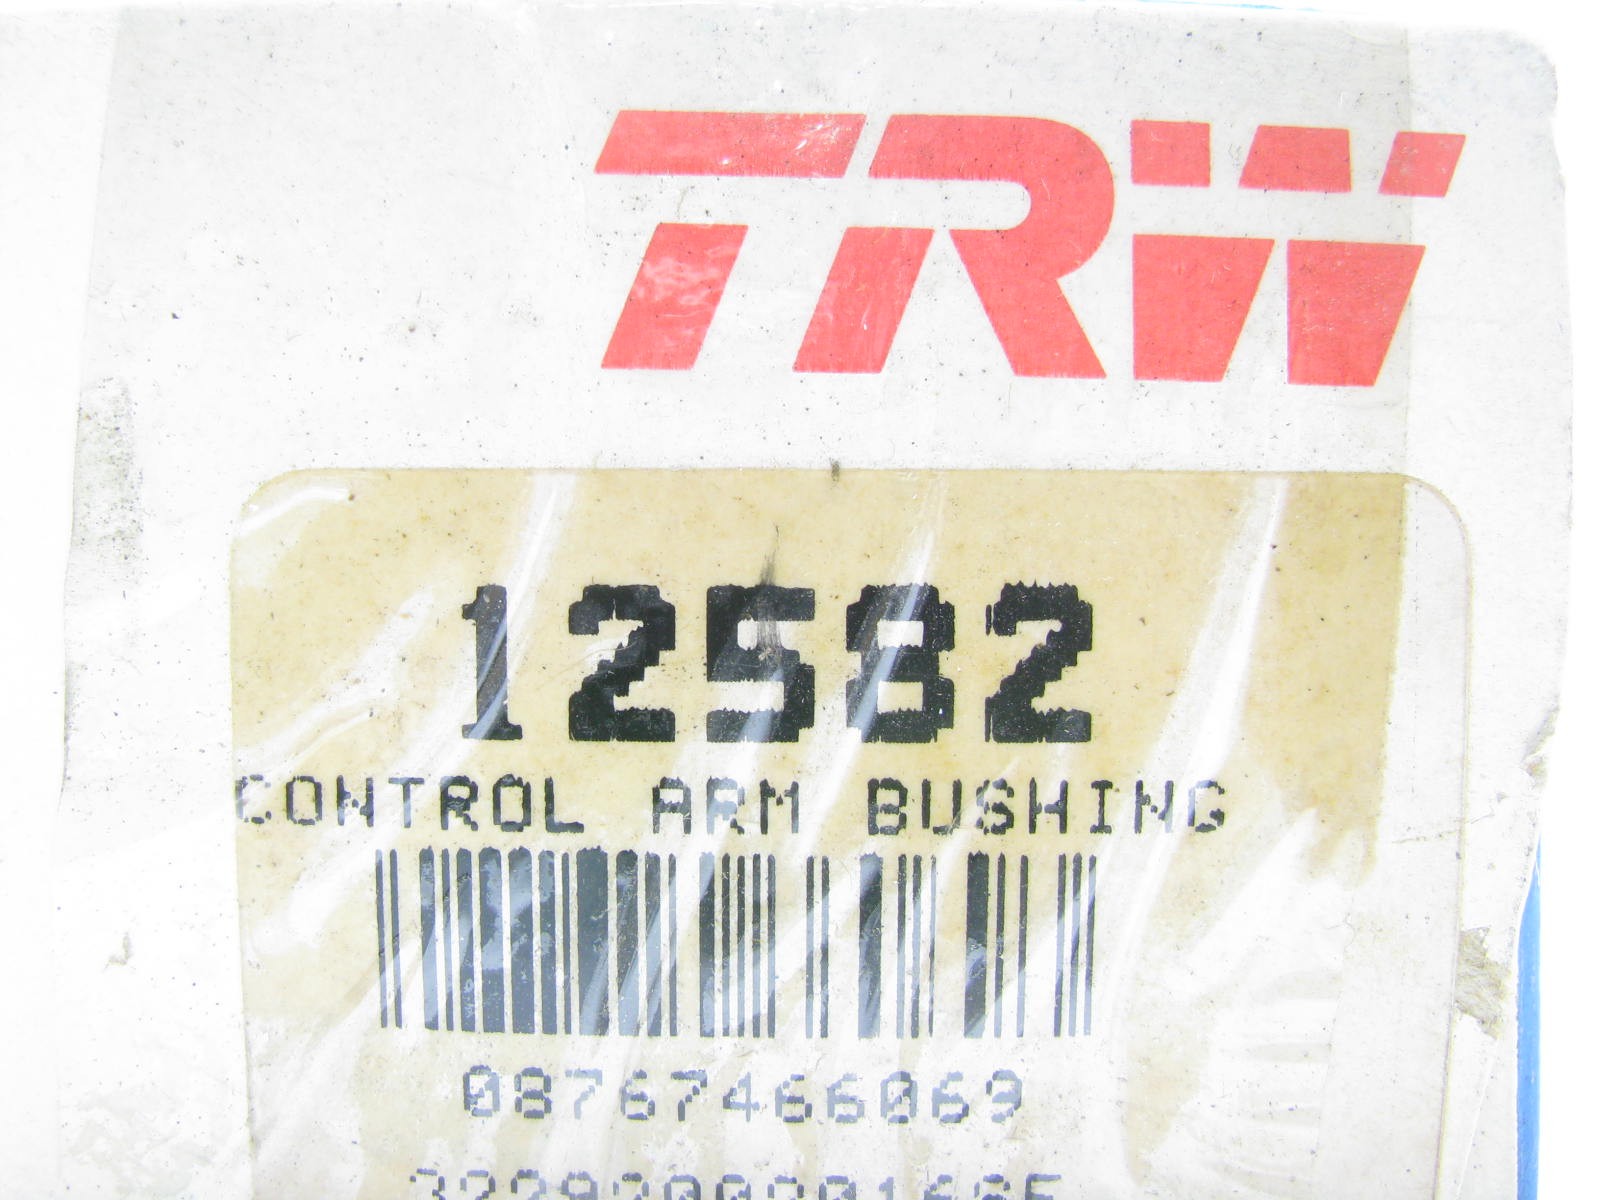 TRW
12582
CONTROL ARM BUSHING
08767466069